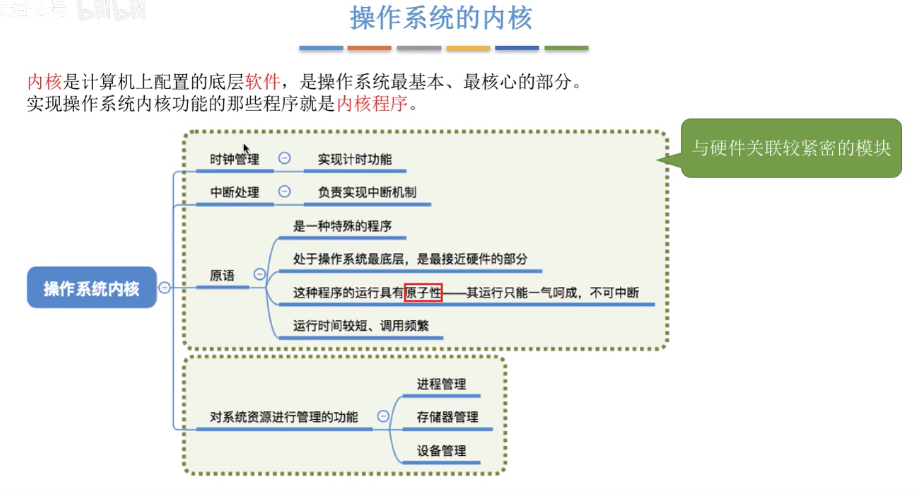 操作系统的内核
内核是计算机上配置的底层软件，是操作系统最基本、最核心的部分。
实现操作系统内核功能的那些程序就是内核程序。
与硬件关联较紧密的模块
时钟管理
实现计时功能
中断处理
负责实现中断机制
是一种特殊的程序
处于操作系统最底层，是最接近硬件的部分
原语
这种程序的运行具有原子性——其运行只能一气呵成，不可中断
运行时间较短、调用频繁
操作系统内核
进程管理
对系统资源进行管理的功能
存储器管理
设备管理